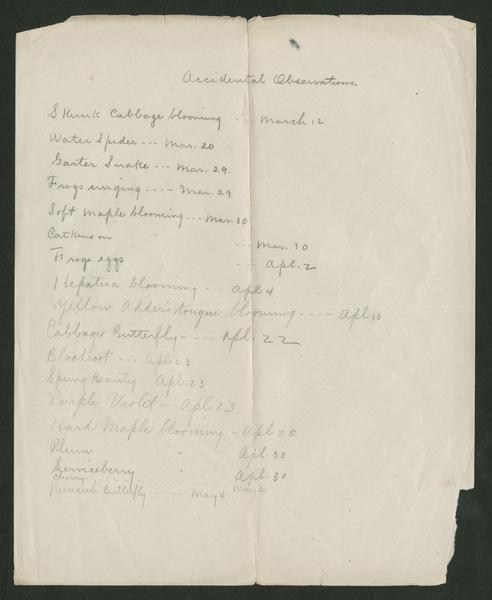 Accidental Observations.
Skunk Cabbage blooming --- March 12
Water Spider --- Mar. 20
Garter Snake --- Mar. 29.
Frogs singing ---- Mar. 29.
Soft Maple blooming --- Mar. 30
Catkins on " --- Mar. 30
Frogs eggs --- Apl. 2
1 Hepatica blooming --- Apl 4
Yellow Adder's tongue blooming ---- Apl. 18
Cabbage Butterfly ---- Apl. 22
Bloodroot --- Apl. 23
Spring Beauty -- Apl. 23
Purple Violet --- Apl. 23
Hard Maple blooming - Apl. 28
Plum " Apl. 30
Serviceberry " Apl. 30
Cherry ---- May 2
Monarch Butterfly ----- May 4